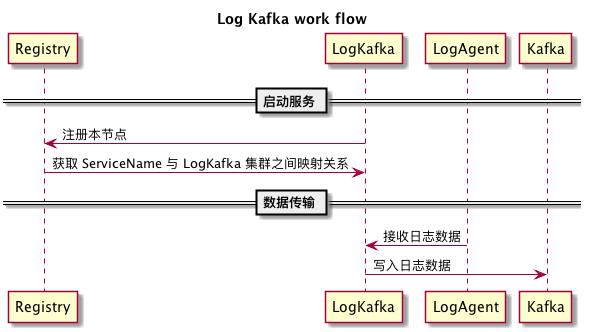 Log Kafka work flow
Registry
LogKafka
LogAgent
Kafka
启动服务
注册本节点
获取 ServiceName 与 LogKafka 集群之间映射关系
数据传输
接收日志数据
写入日志数据
Registry
LogKafka
LogAgent
Kafka